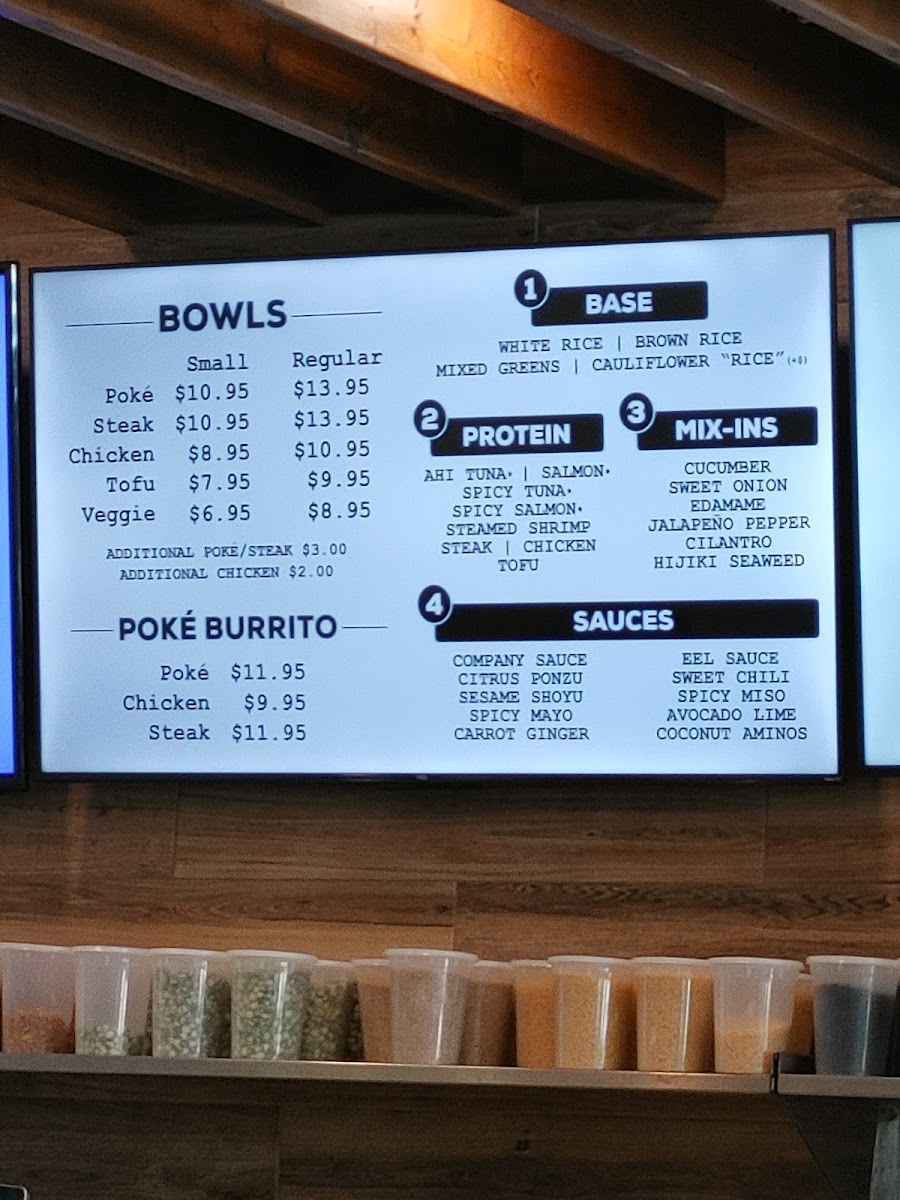 BOWLS
Small Regular
Poké $10.95 $13.95
Steak $10.95 $13.95
Chicken $8.95 $10.95
Tofu $7.95 $9.95
Veggie $6.95 $8.95
ADDITIONAL POKÉ/STEAK $3.00
ADDITIONAL CHICKEN $2.00
POKÉ BURRITO
Poké $11.95
Chicken $9.95
Steak $11.95
1 BASE
WHITE RICE | BROWN RICE
MIXED GREENS | CAULIFLOWER “RICE”(+$)
2 PROTEIN
AHI TUNA* | SALMON*
SPICY TUNA*
SPICY SALMON*
STEAMED SHRIMP
STEAK | CHICKEN
TOFU
3 MIX-INS
CUCUMBER
SWEET ONION
EDAMAME
JALAPEÑO PEPPER
CILANTRO
HIJIKI SEAWEED
4 SAUCES
COMPANY SAUCE
CITRUS PONZU
SESAME SHOYU
SPICY MAYO
CARROT GINGER
EEL SAUCE
SWEET CHILI
SPICY MISO
AVOCADO LIME
COCONUT AMINOS